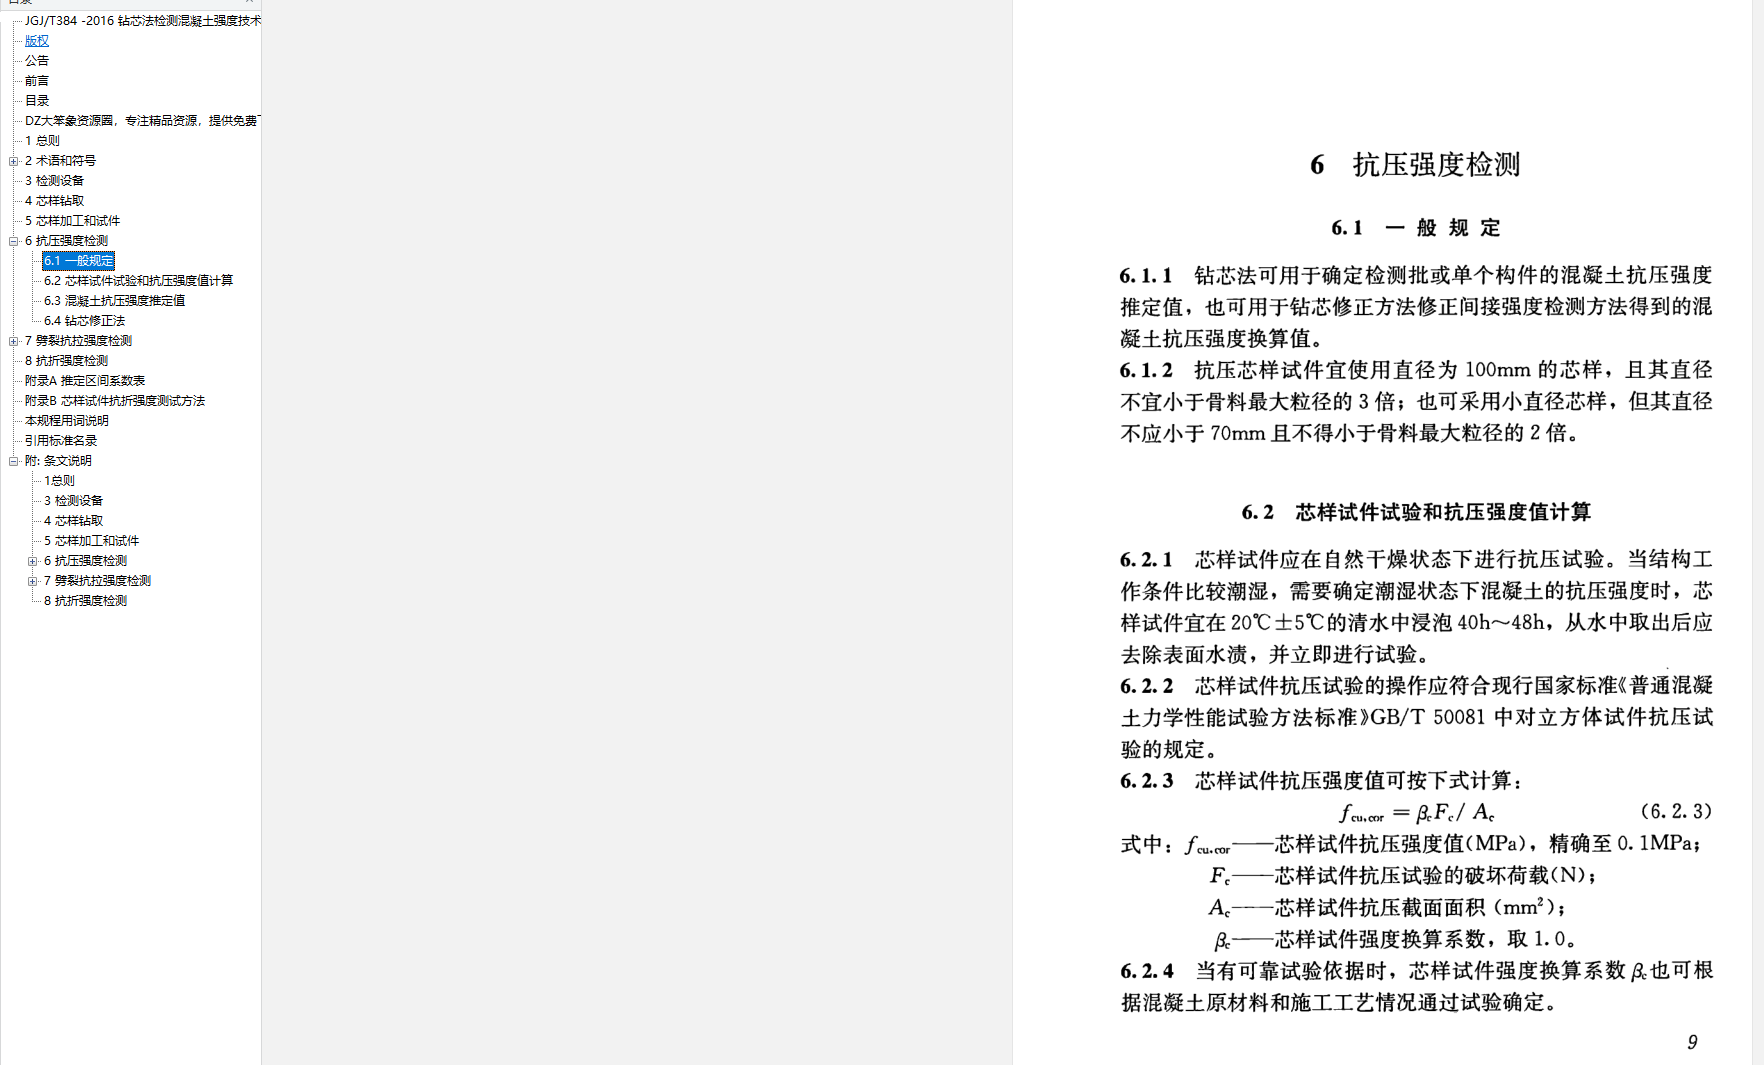 JGJ/T384 -2016 钻芯法检测混凝土强度技术
版权
公告
前言
目录
DZ大笨象资源圈，专注精品资源，提供免费
1 总则
2 术语和符号
3 检测设备
4 芯样钻取
5 芯样加工和试件
6 抗压强度检测
6.1 一般规定
6.2 芯样试件试验和抗压强度值计算
6.3 混凝土抗压强度推定值
6.4 钻芯修正法
7 劈裂抗拉强度检测
8 抗折强度检测
附录A 推定区间系数表
附录B 芯样试件抗折强度测试方法
本规程用词说明
引用标准名录
附: 条文说明
1总则
3 检测设备
4 芯样钻取
5 芯样加工和试件
6 抗压强度检测
7 劈裂抗拉强度检测
8 抗折强度检测
6 抗压强度检测
6.1 一般规定
6.1.1 钻芯法可用于确定检测批或单个构件的混凝土抗压强度
推定值，也可用于钻芯修正方法修正间接强度检测方法得到的混
凝土抗压强度换算值。
6.1.2 抗压芯样试件宜使用直径为 100mm 的芯样，且其直径
不宜小于骨料最大粒径的 3 倍；也可采用小直径芯样，但其直径
不应小于 70mm 且不得小于骨料最大粒径的 2 倍。
6.2 芯样试件试验和抗压强度值计算
6.2.1 芯样试件应在自然干燥状态下进行抗压试验。当结构工
作条件比较潮湿，需要确定潮湿状态下混凝土的抗压强度时，芯
样试件宜在 20℃±5℃的清水中浸泡 40h～48h，从水中取出后应
去除表面水渍，并立即进行试验。
6.2.2 芯样试件抗压试验的操作应符合现行国家标准《普通混凝
土力学性能试验方法标准》GB/T 50081 中对立方体试件抗压试
验的规定。
6.2.3 芯样试件抗压强度值可按下式计算：
f cu,cor = βc Fc / Ac （6.2.3）
式中：f cu,cor——芯样试件抗压强度值（MPa），精确至 0.1MPa；
Fc——芯样试件抗压试验的破坏荷载（N）；
Ac——芯样试件抗压截面面积（mm²）；
βc——芯样试件强度换算系数，取 1.0。
6.2.4 当有可靠试验依据时，芯样试件强度换算系数 βc 也可根
据混凝土原材料和施工工艺情况通过试验确定。
9